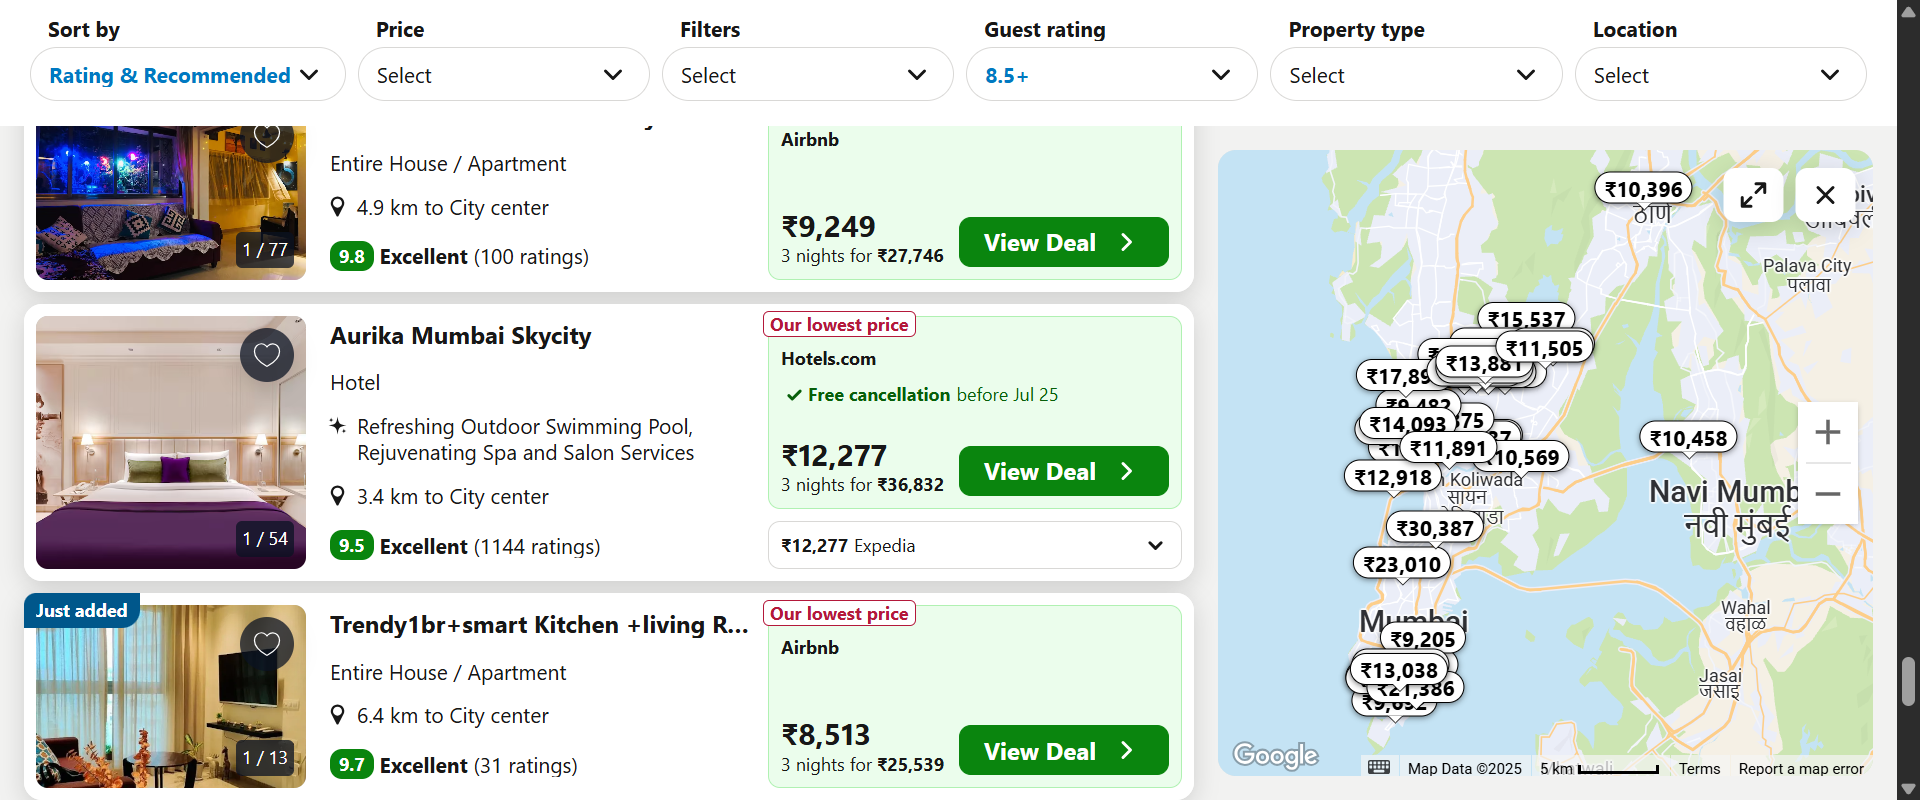 Sort by
Price
Filters
Guest rating
Property type
Location
Rating & Recommended
Select
Select
8.5+
Select
Select
Entire House / Apartment
4.9 km to City center
9.8 Excellent (100 ratings)
1 / 77
Airbnb
₹9,249
3 nights for ₹27,746
View Deal
Aurika Mumbai Skycity
Hotel
Refreshing Outdoor Swimming Pool,
Rejuvenating Spa and Salon Services
3.4 km to City center
9.5 Excellent (1144 ratings)
1 / 54
Our lowest price
Hotels.com
Free cancellation before Jul 25
₹12,277
3 nights for ₹36,832
View Deal
₹12,277 Expedia
Just added
Trendy1br+smart Kitchen +living R...
Entire House / Apartment
6.4 km to City center
9.7 Excellent (31 ratings)
1 / 13
Our lowest price
Airbnb
₹8,513
3 nights for ₹25,539
View Deal
₹10,396
ठाणे
Palava City
पलावा
₹15,537
₹11,505
₹13,881
₹17,89
₹9,482
₹14,093
375
₹11,891
₹10,569
₹12,918
Koliwada
सायन
₹10,458
Navi Mumb
नवी मुंबई
₹30,387
₹23,010
Mumbai
₹9,205
₹13,038
₹21,386
Wahal
वहाळ
Jasai
जसाई
Google
Map Data ©2025
5 km
Terms
Report a map error